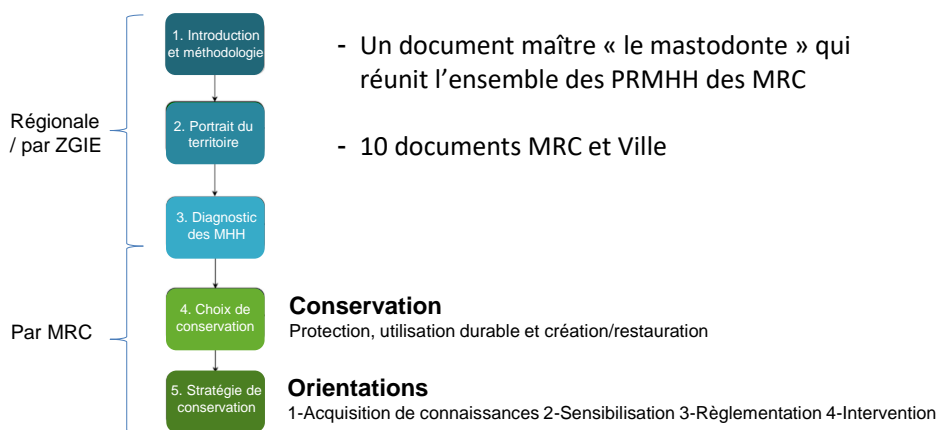 1. Introduction
et méthodologie
- Un document maître « le mastodonte » qui
réunit l’ensemble des PRMHH des MRC
Régionale
/ par ZGIE
2. Portrait du
territoire
- 10 documents MRC et Ville
3. Diagnostic
des MHH
Par MRC
4. Choix de
conservation
Conservation
Protection, utilisation durable et création/restauration
5. Stratégie de
conservation
Orientations
1-Acquisition de connaissances 2-Sensibilisation 3-Règlementation 4-Intervention